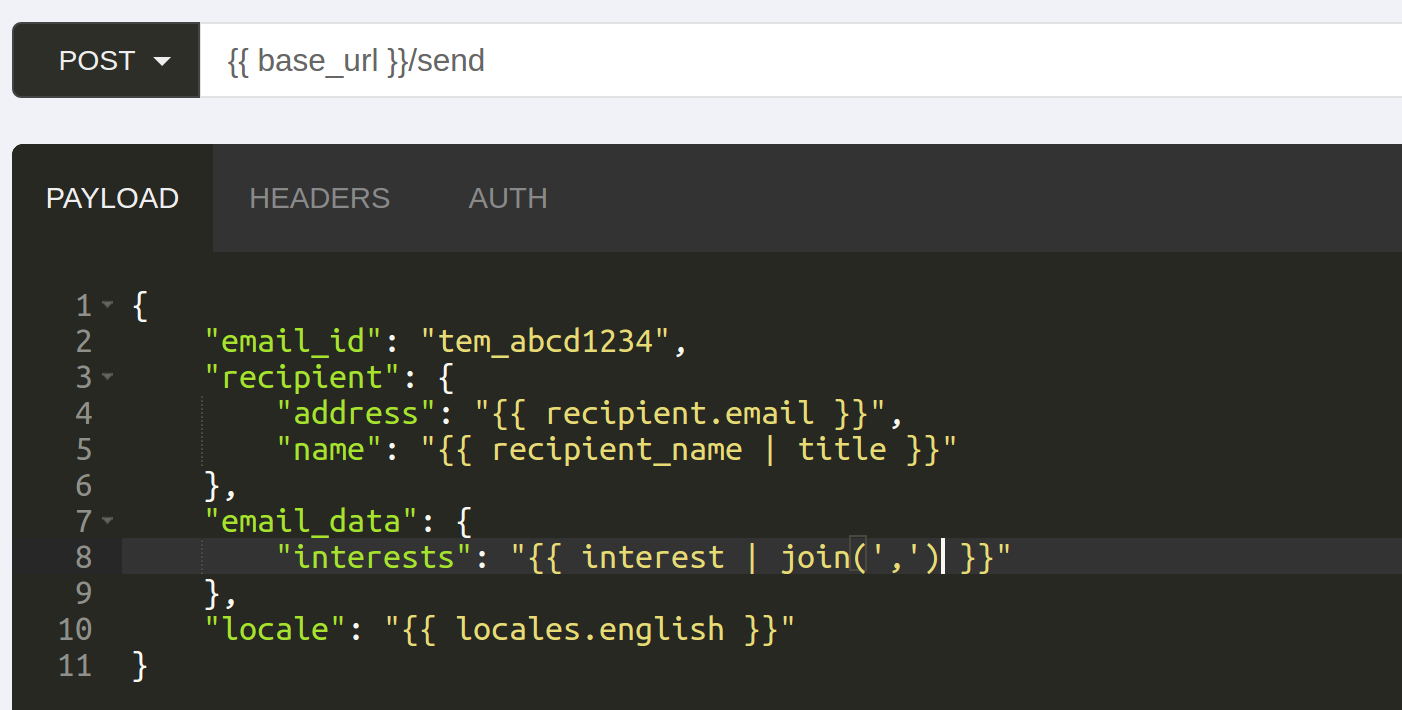 POST {{ base_url }}/send
PAYLOAD HEADERS AUTH
1 {
2     "email_id": "tem_abcd1234",
3     "recipient": {
4         "address": "{{ recipient.email }}",
5         "name": "{{ recipient_name | title }}"
6     },
7     "email_data": {
8         "interests": "{{ interest | join(',') }}"
9     },
10     "locale": "{{ locales.english }}"
11 }